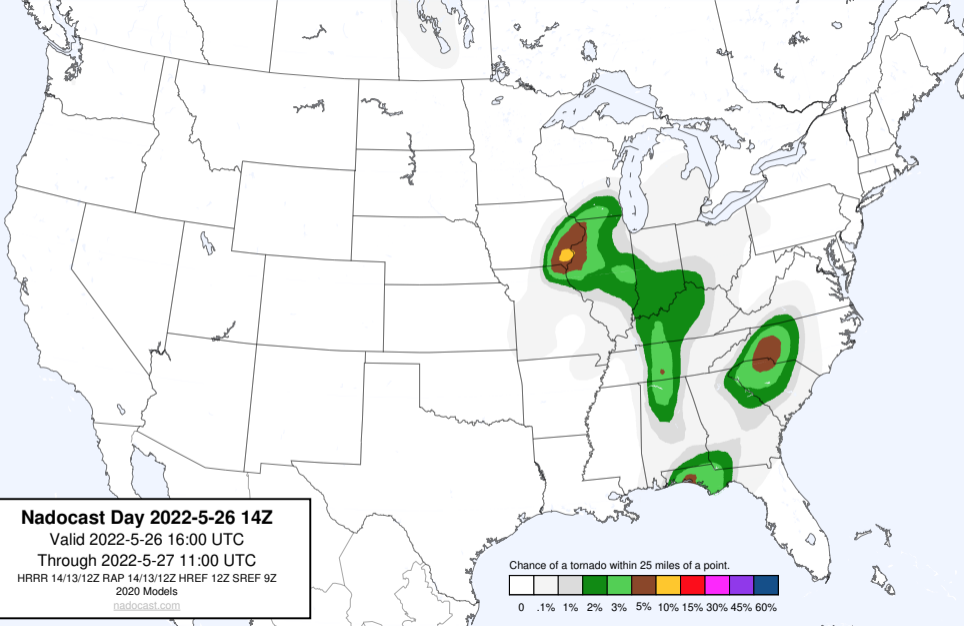 Nadocast Day 2022-5-26 14Z
Valid 2022-5-26 16:00 UTC
Through 2022-5-27 11:00 UTC
HRRR 14/13/12Z RAP 14/13/12Z HREF 12Z SREF 9Z
2020 Models
nadocast.com
Chance of a tornado within 25 miles of a point.
0 .1% 1% 2% 3% 5% 10% 15% 30% 45% 60%